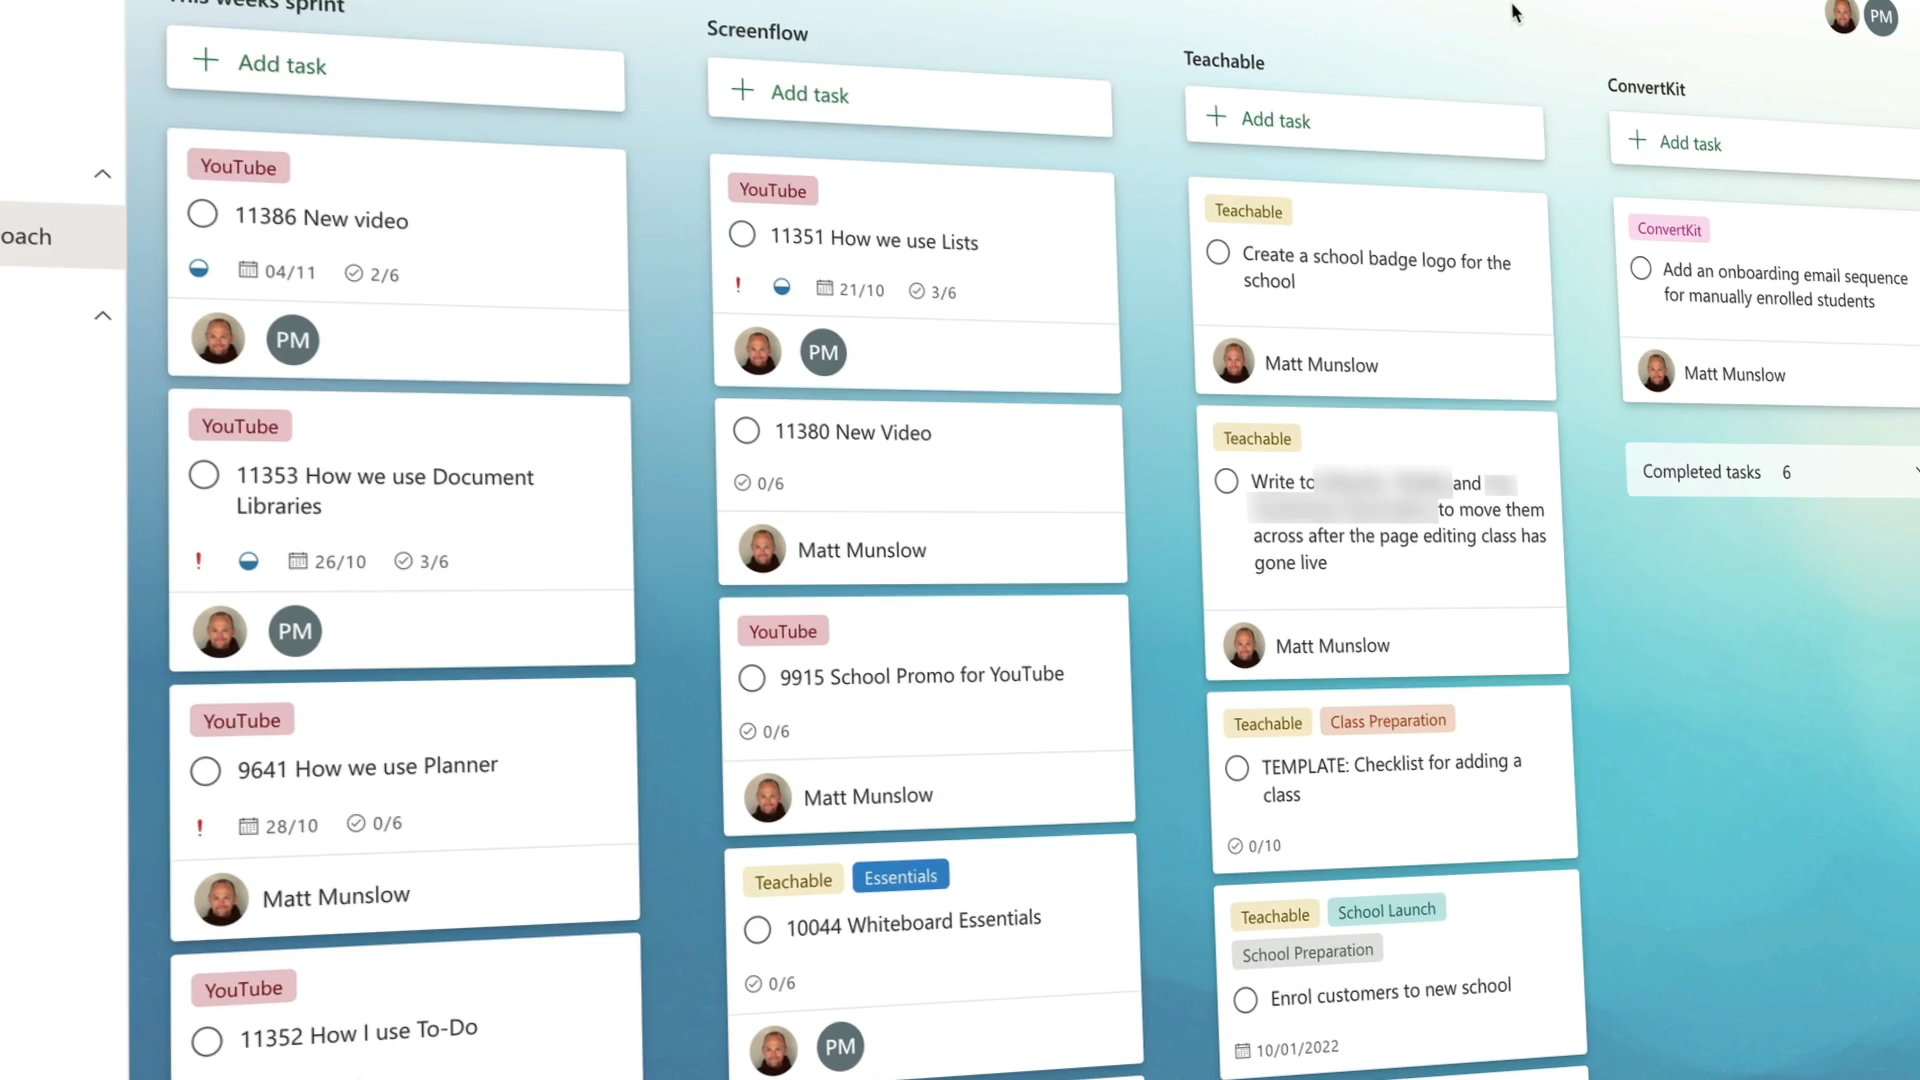 This weeks sprint
Add task
YouTube
11386 New video
04/11 2/6
PM
YouTube
11353 How we use Document
Libraries
! 26/10 3/6
PM
YouTube
9641 How we use Planner
! 28/10 0/6
Matt Munslow
YouTube
11352 How I use To-Do
Screenflow
Add task
YouTube
11351 How we use Lists
! 21/10 3/6
PM
11380 New Video
0/6
Matt Munslow
YouTube
9915 School Promo for YouTube
0/6
Matt Munslow
Teachable Essentials
10044 Whiteboard Essentials
0/6
PM
Teachable
Add task
Teachable
Create a school badge logo for the
school
Matt Munslow
Teachable
Write to and
to move them
across after the page editing class has
gone live
Matt Munslow
Teachable Class Preparation
TEMPLATE: Checklist for adding a
class
0/10
Teachable School Launch
School Preparation
Enrol customers to new school
10/01/2022
ConvertKit
Add task
ConvertKit
Add an onboarding email sequence
for manually enrolled students
Matt Munslow
Completed tasks 6
PM
oach